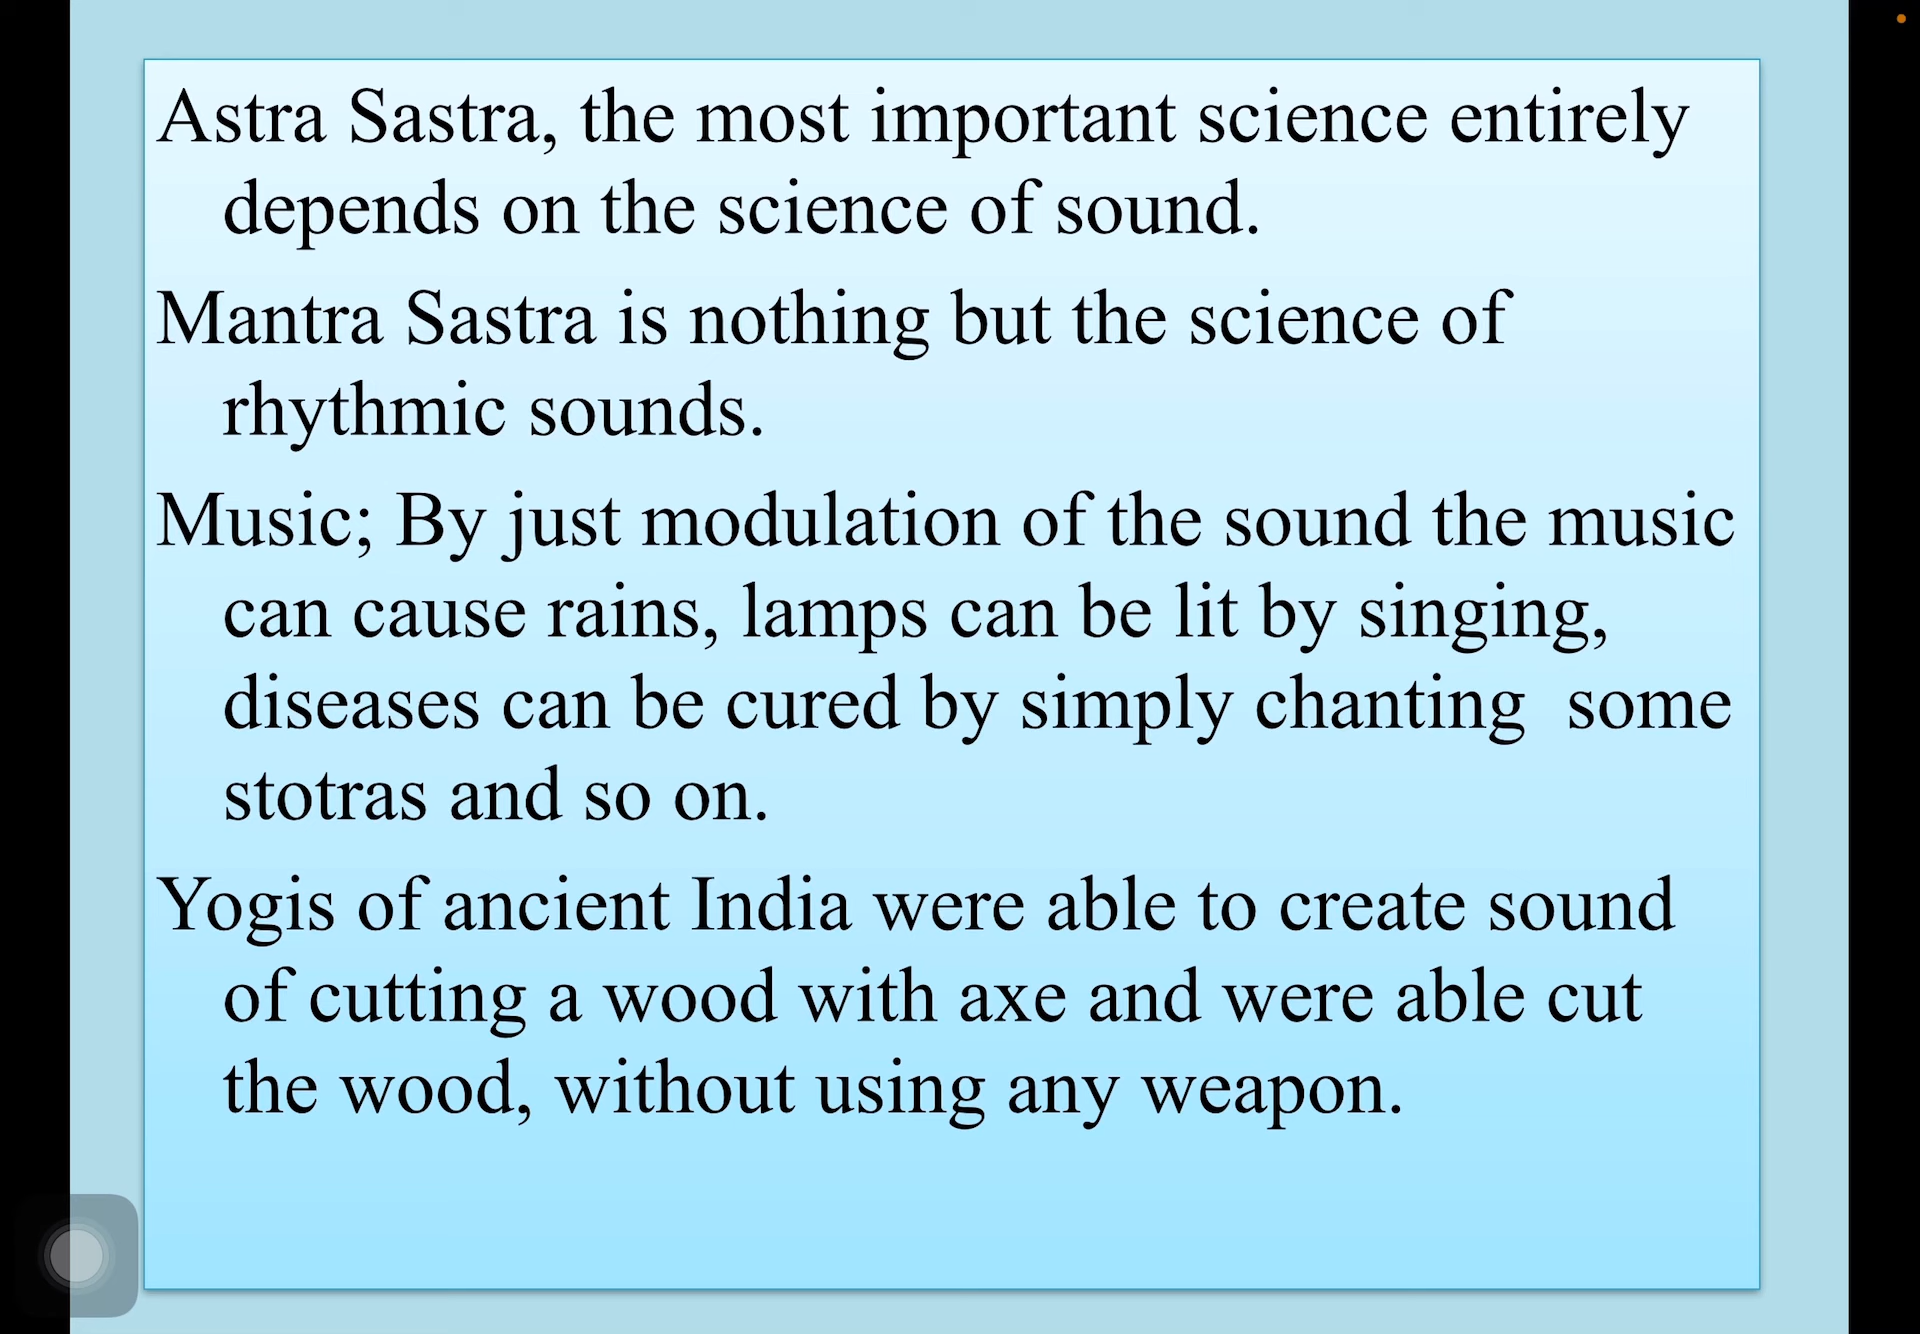 Astra Sastra, the most important science entirely
depends on the science of sound.
Mantra Sastra is nothing but the science of
rhythmic sounds.
Music; By just modulation of the sound the music
can cause rains, lamps can be lit by singing,
diseases can be cured by simply chanting  some
stotras and so on.
Yogis of ancient India were able to create sound
of cutting a wood with axe and were able cut
the wood, without using any weapon.